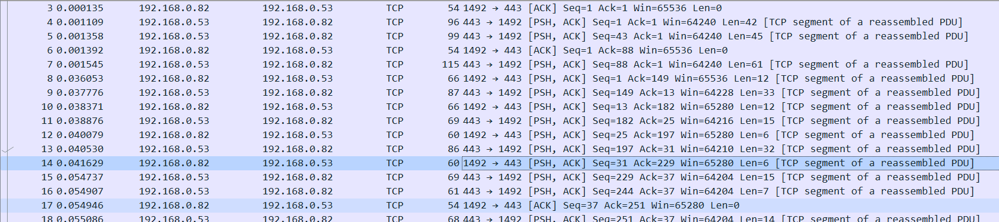 3 0.000135 192.168.0.82 192.168.0.53 TCP 54 1492 → 443 [ACK] Seq=1 Ack=1 Win=65536 Len=0
4 0.001109 192.168.0.53 192.168.0.82 TCP 96 443 → 1492 [PSH, ACK] Seq=1 Ack=1 Win=64240 Len=42 [TCP segment of a reassembled PDU]
5 0.001358 192.168.0.53 192.168.0.82 TCP 99 443 → 1492 [PSH, ACK] Seq=43 Ack=1 Win=64240 Len=45 [TCP segment of a reassembled PDU]
6 0.001392 192.168.0.82 192.168.0.53 TCP 54 1492 → 443 [ACK] Seq=1 Ack=88 Win=65536 Len=0
7 0.001545 192.168.0.53 192.168.0.82 TCP 115 443 → 1492 [PSH, ACK] Seq=88 Ack=1 Win=64240 Len=61 [TCP segment of a reassembled PDU]
8 0.036053 192.168.0.82 192.168.0.53 TCP 66 1492 → 443 [PSH, ACK] Seq=1 Ack=149 Win=65536 Len=12 [TCP segment of a reassembled PDU]
9 0.037776 192.168.0.53 192.168.0.82 TCP 87 443 → 1492 [PSH, ACK] Seq=149 Ack=13 Win=64228 Len=33 [TCP segment of a reassembled PDU]
10 0.038371 192.168.0.82 192.168.0.53 TCP 66 1492 → 443 [PSH, ACK] Seq=13 Ack=182 Win=65280 Len=12 [TCP segment of a reassembled PDU]
11 0.038876 192.168.0.53 192.168.0.82 TCP 69 443 → 1492 [PSH, ACK] Seq=182 Ack=25 Win=64216 Len=15 [TCP segment of a reassembled PDU]
12 0.040079 192.168.0.82 192.168.0.53 TCP 60 1492 → 443 [PSH, ACK] Seq=25 Ack=197 Win=65280 Len=6 [TCP segment of a reassembled PDU]
13 0.040530 192.168.0.53 192.168.0.82 TCP 86 443 → 1492 [PSH, ACK] Seq=197 Ack=31 Win=64210 Len=32 [TCP segment of a reassembled PDU]
14 0.041629 192.168.0.82 192.168.0.53 TCP 60 1492 → 443 [PSH, ACK] Seq=31 Ack=229 Win=65280 Len=6 [TCP segment of a reassembled PDU]
15 0.054737 192.168.0.53 192.168.0.82 TCP 69 443 → 1492 [PSH, ACK] Seq=229 Ack=37 Win=64204 Len=15 [TCP segment of a reassembled PDU]
16 0.054907 192.168.0.53 192.168.0.82 TCP 61 443 → 1492 [PSH, ACK] Seq=244 Ack=37 Win=64204 Len=7 [TCP segment of a reassembled PDU]
17 0.054946 192.168.0.82 192.168.0.53 TCP 54 1492 → 443 [ACK] Seq=37 Ack=251 Win=65280 Len=0
18 0.055086 192.168.0.53 192.168.0.82 TCP 68 443 → 1492 [PSH, ACK] Seq=251 Ack=37 Win=64204 Len=14 [TCP segment of a reassembled PDU]